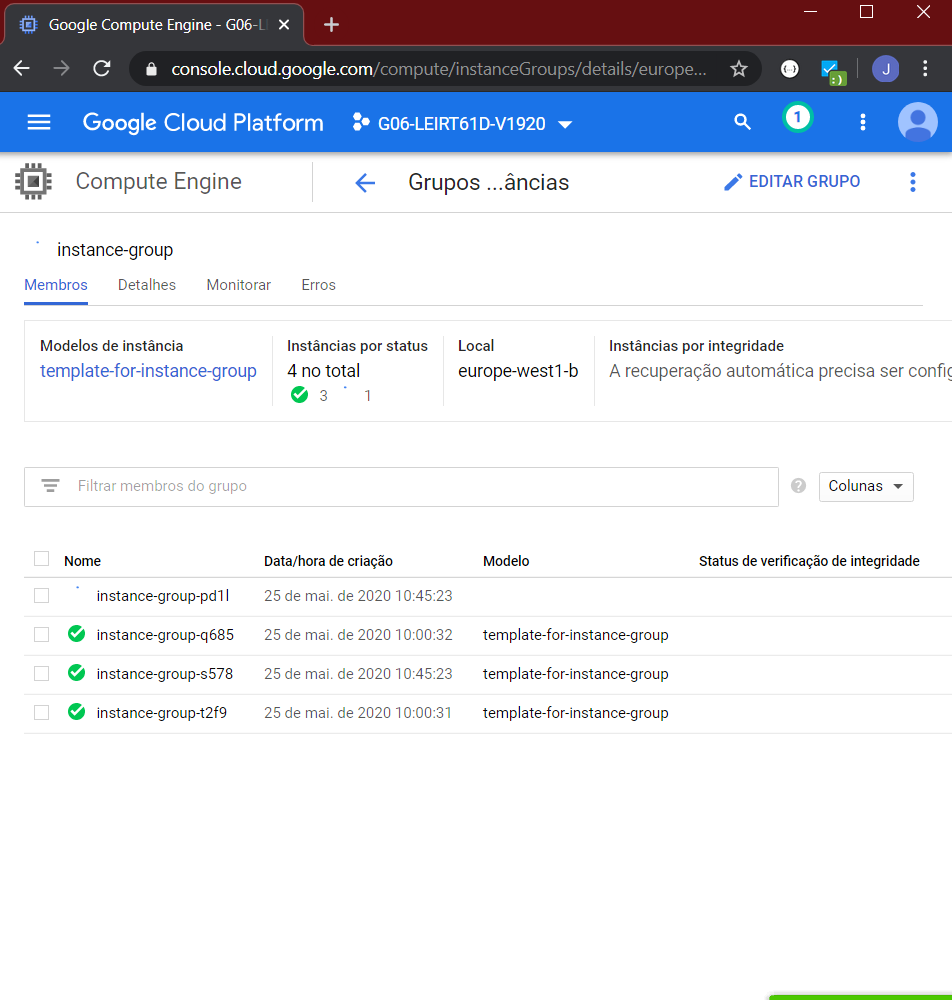 Google Compute Engine - G06-LE
console.cloud.google.com/compute/instanceGroups/details/europe...
:)
J
Google Cloud Platform
G06-LEIRT61D-V1920
1
Compute Engine
Grupos ...âncias
EDITAR GRUPO
instance-group
Membros
Detalhes
Monitorar
Erros
Modelos de instância
Instâncias por status
Local
Instâncias por integridade
template-for-instance-group
4 no total
europe-west1-b
A recuperação automática precisa ser config
3
1
Filtrar membros do grupo
?
Colunas
Nome
Data/hora de criação
Modelo
Status de verificação de integridade
instance-group-pd1l
25 de mai. de 2020 10:45:23
instance-group-q685
25 de mai. de 2020 10:00:32
template-for-instance-group
instance-group-s578
25 de mai. de 2020 10:45:23
template-for-instance-group
instance-group-t2f9
25 de mai. de 2020 10:00:31
template-for-instance-group